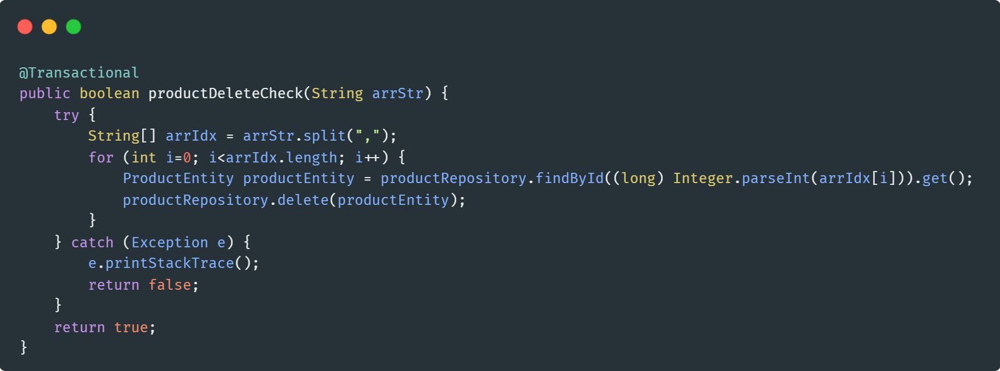 @Transactional
public boolean productDeleteCheck(String arrStr) {
    try {
        String[] arrIdx = arrStr.split(",");
        for (int i=0; i<arrIdx.length; i++) {
            ProductEntity productEntity = productRepository.findById((long) Integer.parseInt(arrIdx[i])).get();
            productRepository.delete(productEntity);
        }
    } catch (Exception e) {
        e.printStackTrace();
        return false;
    }
    return true;
}